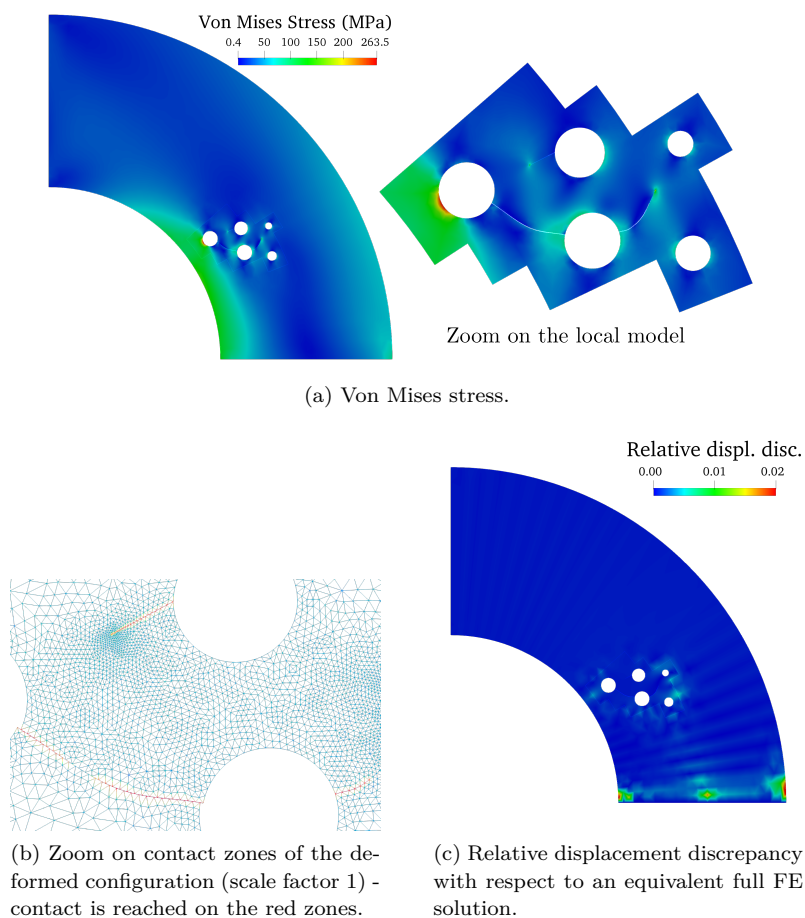 Von Mises Stress (MPa)
0.4 50 100 150 200 263.5
Zoom on the local model
(a) Von Mises stress.
Relative displ. disc.
0.00 0.01 0.02
(b) Zoom on contact zones of the de-
formed configuration (scale factor 1) -
contact is reached on the red zones.
(c) Relative displacement discrepancy
with respect to an equivalent full FE
solution.